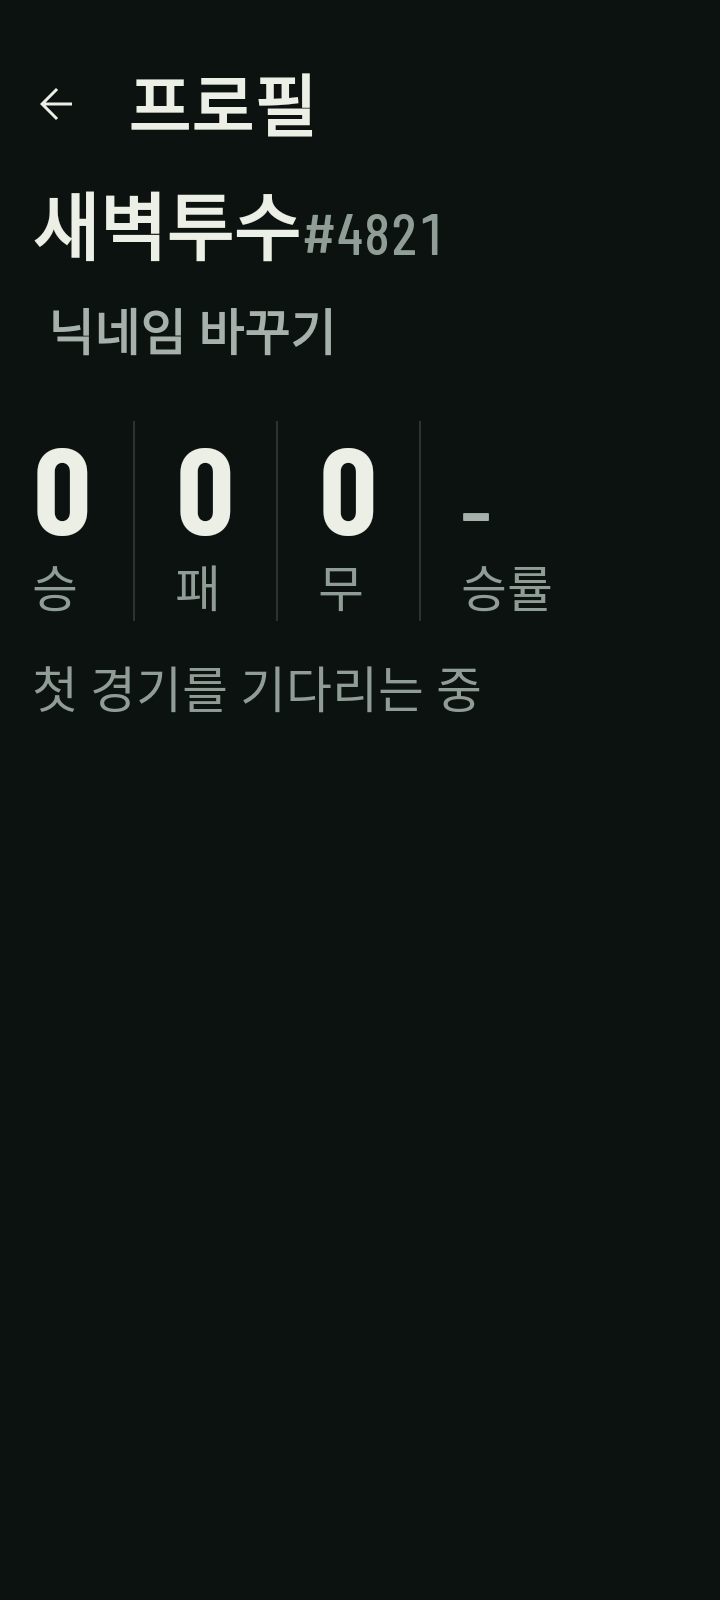 프로필
새벽투수#4821
닉네임 바꾸기
0 0 0 -
승 패 무 승률
첫 경기를 기다리는 중